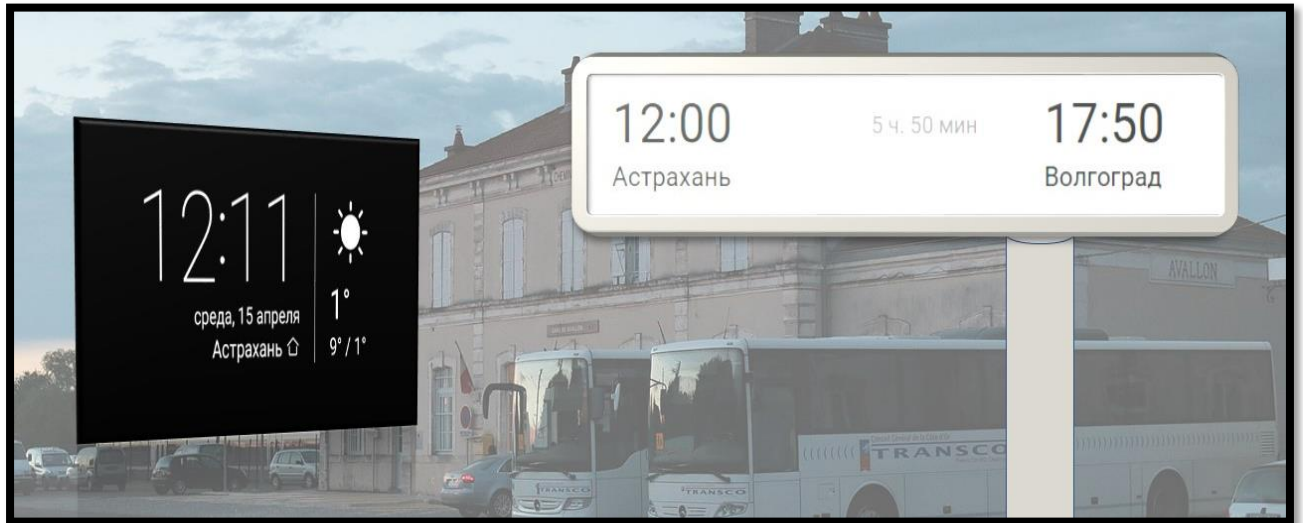 12:11
среда, 15 апреля
Астрахань
1°
9° / 1°
12:00
5 ч. 50 мин
17:50
Астрахань
Волгоград
AVALLON
TRANSCO
TRANSCO
TRANSCO